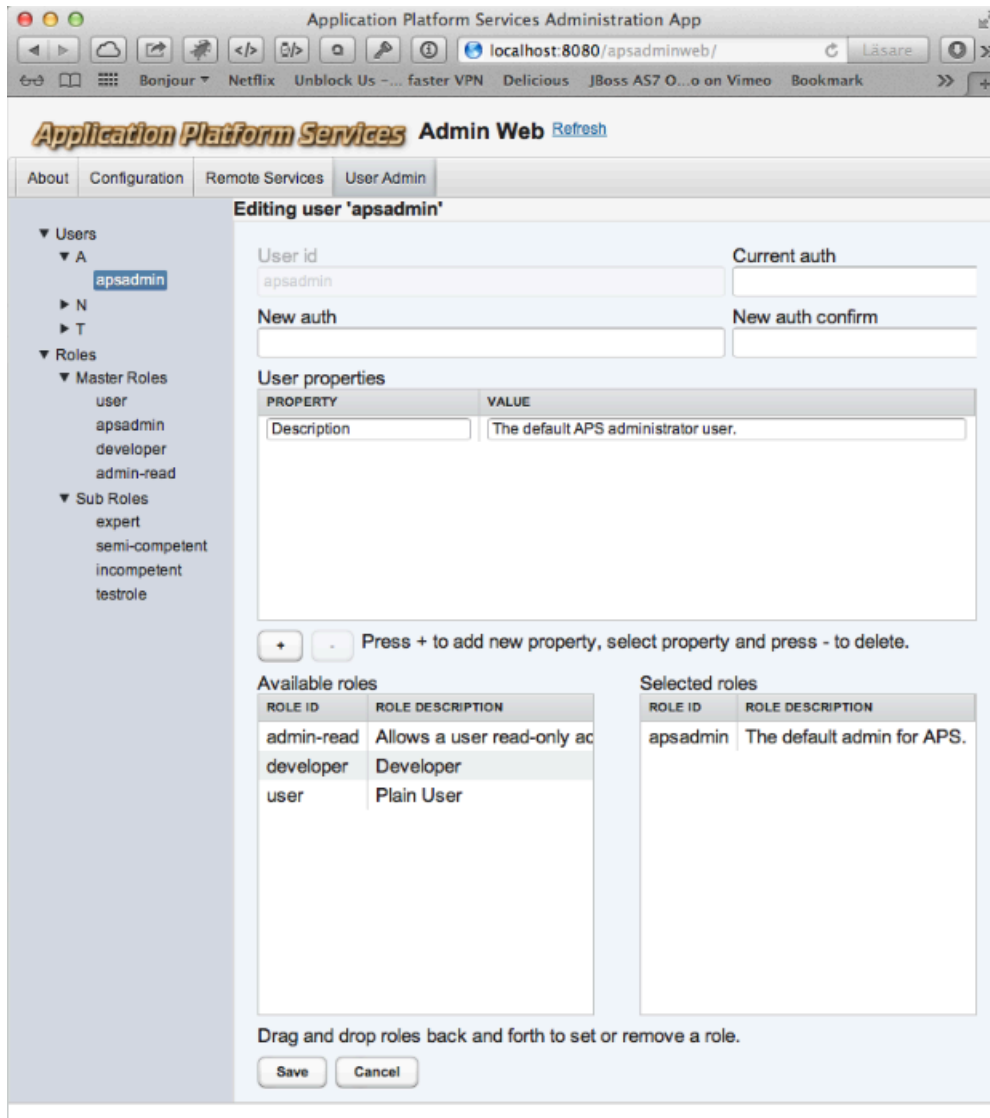 Application Platform Services Administration App
localhost:8080/apsadminweb/ Läsare
Bonjour Netflix Unblock Us –... faster VPN Delicious JBoss AS7 O...o on Vimeo Bookmark
Application Platform Services Admin Web Refresh
About Configuration Remote Services User Admin
Editing user 'apsadmin'
Users
A
apsadmin
N
T
Roles
Master Roles
user
apsadmin
developer
admin-read
Sub Roles
expert
semi-competent
incompetent
testrole
User id Current auth
apsadmin
New auth New auth confirm
User properties
PROPERTY VALUE
Description The default APS administrator user.
+ - Press + to add new property, select property and press - to delete.
Available roles Selected roles
ROLE ID ROLE DESCRIPTION ROLE ID ROLE DESCRIPTION
admin-read Allows a user read-only ac apsadmin The default admin for APS.
developer Developer
user Plain User
Drag and drop roles back and forth to set or remove a role.
Save Cancel